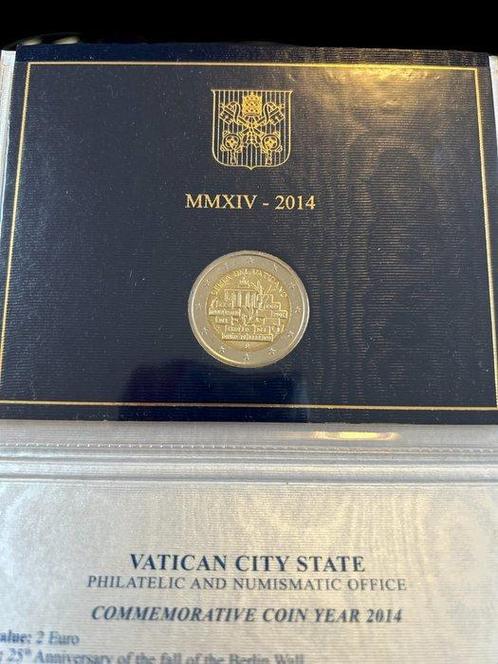 MMXIV - 2014
CITTÀ DEL VATICANO
VATICAN CITY STATE
PHILATELIC AND NUMISMATIC OFFICE
COMMEMORATIVE COIN YEAR 2014
alue: 2 Euro
: 25th Anniversary of the fall of the Berlin Wall